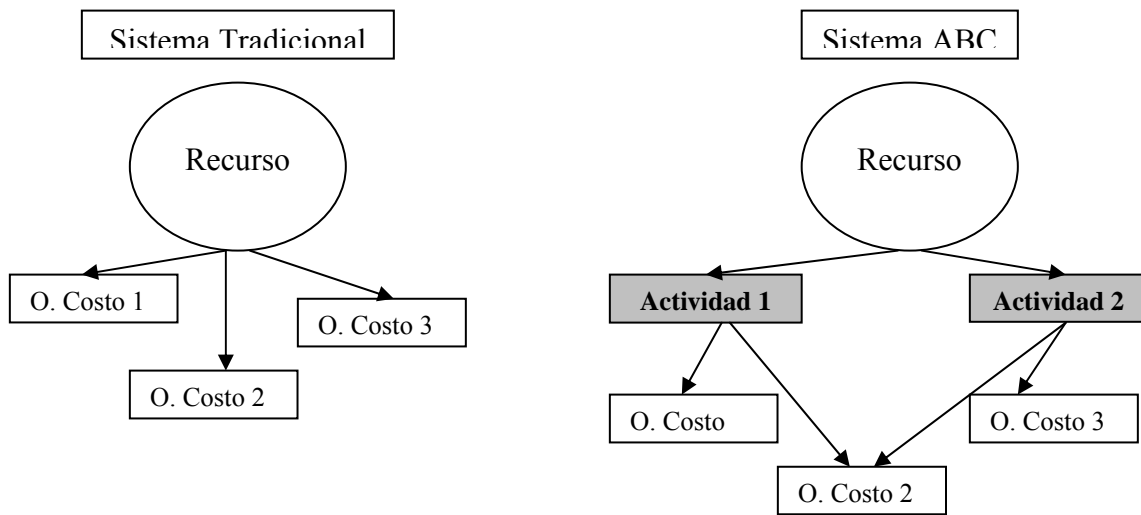 Sistema Tradicional
Recurso
O. Costo 1
O. Costo 3
O. Costo 2
Sistema ABC
Recurso
Actividad 1
Actividad 2
O. Costo
O. Costo 3
O. Costo 2